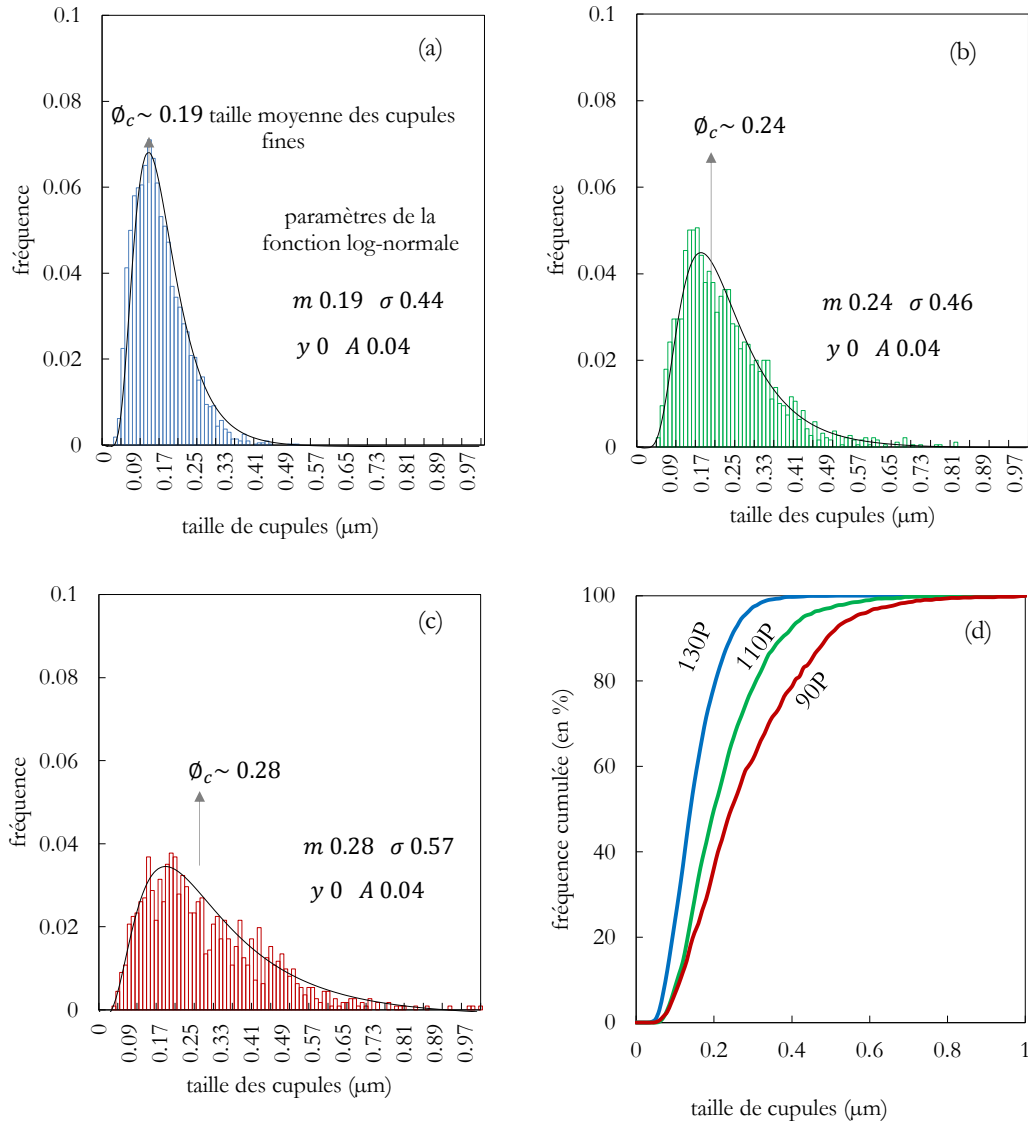 0.1
(a)
0.08
∅c~ 0.19 taille moyenne des cupules
fines
0.06
paramètres de la
fonction log-normale
0.04
m 0.19 σ 0.44
y 0 A 0.04
0.02
0
fréquence
0 0.09 0.17 0.25 0.33 0.41 0.49 0.57 0.65 0.73 0.81 0.89 0.97
taille de cupules (µm)
0.1
(b)
0.08
∅c~ 0.24
0.06
0.04
m 0.24 σ 0.46
y 0 A 0.04
0.02
0
fréquence
0 0.09 0.17 0.25 0.33 0.41 0.49 0.57 0.65 0.73 0.81 0.89 0.97
taille des cupules (µm)
0.1
(c)
0.08
0.06
∅c~ 0.28
0.04
m 0.28 σ 0.57
y 0 A 0.04
0.02
0
fréquence
0 0.09 0.17 0.25 0.33 0.41 0.49 0.57 0.65 0.73 0.81 0.89 0.97
taille des cupules (µm)
100
(d)
130P
110P
90P
80
60
40
20
0
fréquence cumulée (en %)
0 0.2 0.4 0.6 0.8 1
taille de cupules (µm)